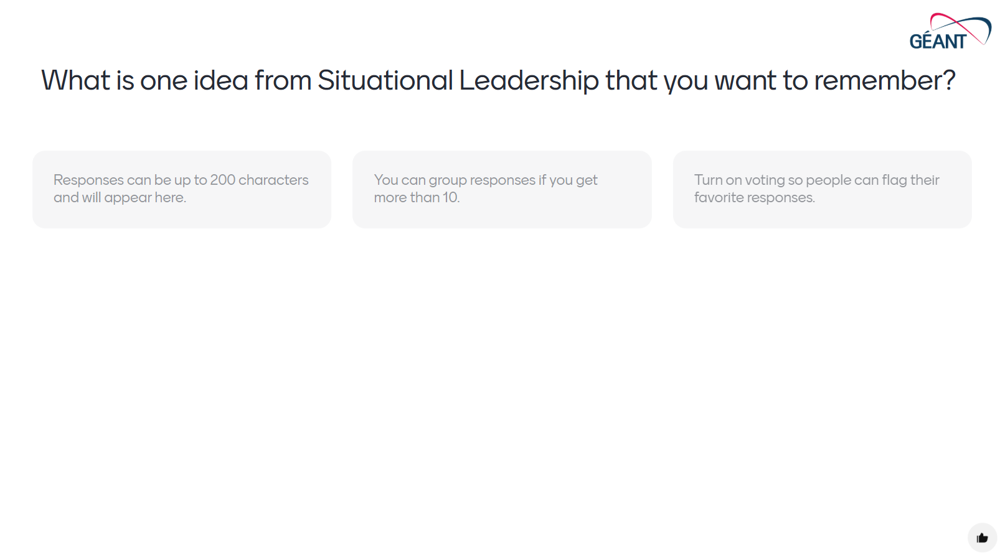 GÉANT
What is one idea from Situational Leadership that you want to remember?
Responses can be up to 200 characters
and will appear here.
You can group responses if you get
more than 10.
Turn on voting so people can flag their
favorite responses.